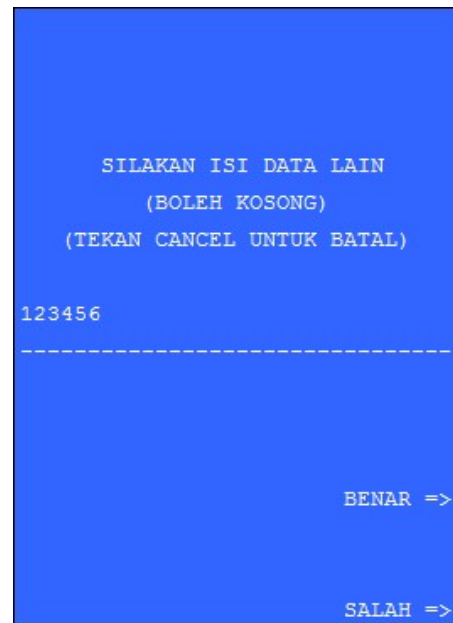 SILAKAN ISI DATA LAIN
(BOLEH KOSONG)
(TEKAN CANCEL UNTUK BATAL)
123456
---------------------------------
BENAR =>
SALAH =>